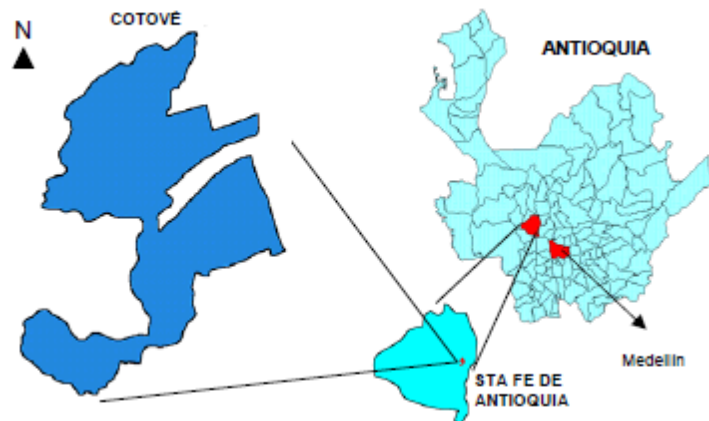 COTOVÉ
N
ANTIOQUIA
Medellín
STA FE DE
ANTIOQUIA